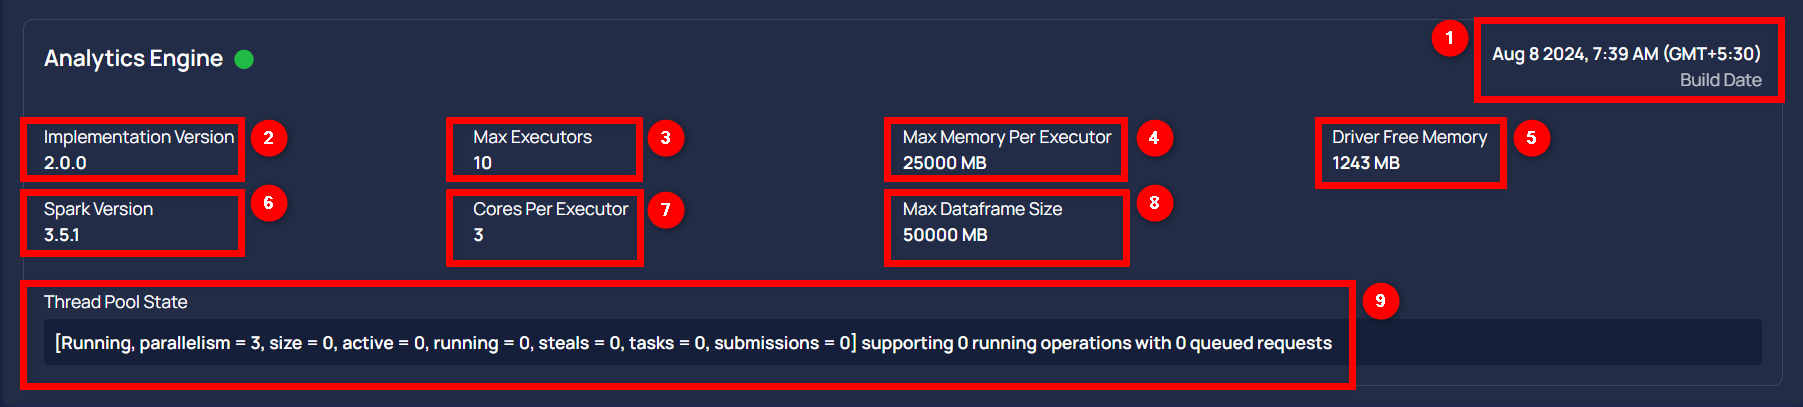 Analytics Engine
1
Aug 8 2024, 7:39 AM (GMT+5:30)
Build Date
Implementation Version
2.0.0
2
Max Executors
10
3
Max Memory Per Executor
25000 MB
4
Driver Free Memory
1243 MB
5
Spark Version
3.5.1
6
Cores Per Executor
3
7
Max Dataframe Size
50000 MB
8
Thread Pool State
9
[Running, parallelism = 3, size = 0, active = 0, running = 0, steals = 0, tasks = 0, submissions = 0] supporting 0 running operations with 0 queued requests